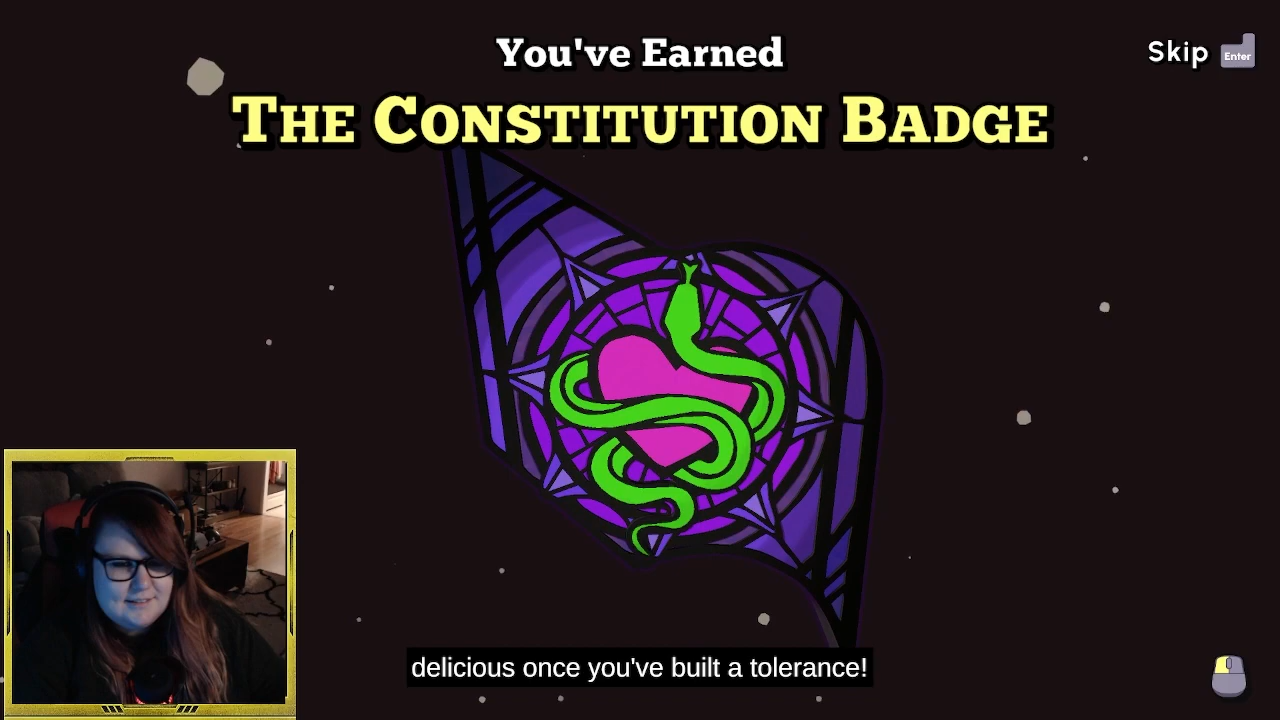 You've Earned
Skip Enter
The Constitution Badge
delicious once you've built a tolerance!